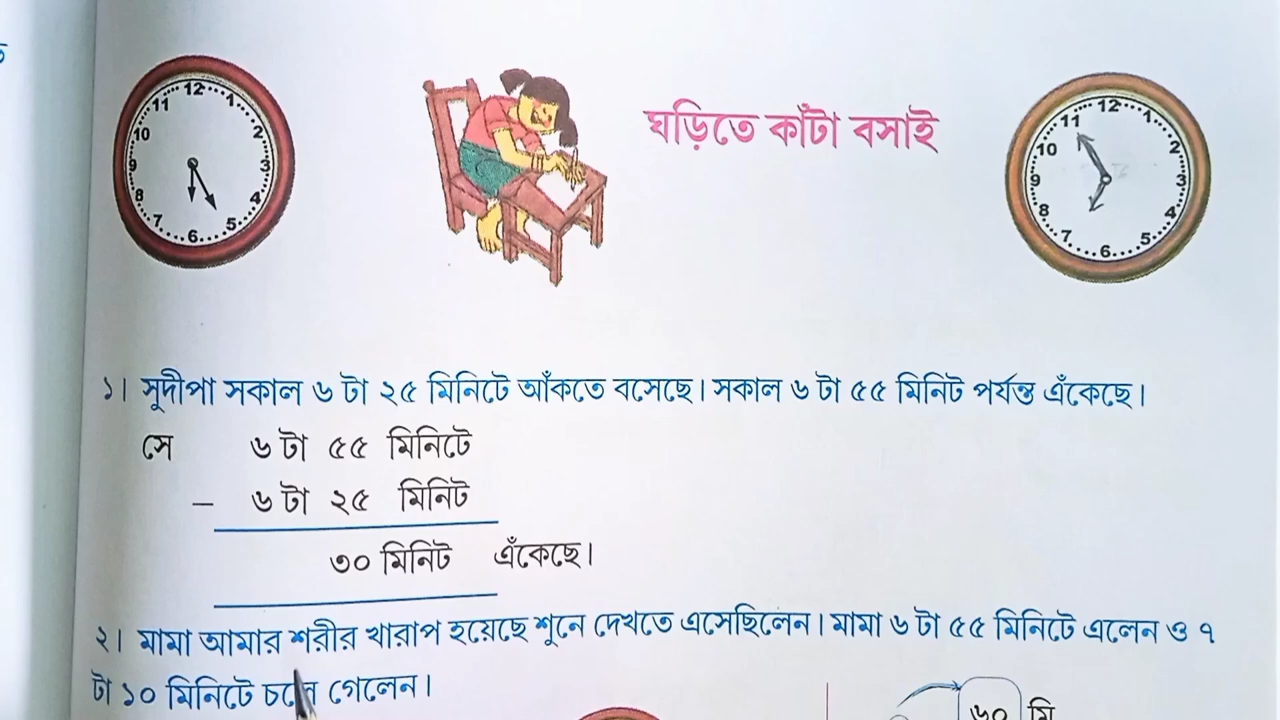 ঘড়িতে কাঁটা বসাই
১। সুদীপা সকাল ৬ টা ২৫ মিনিটে আঁকতে বসেছে। সকাল ৬ টা ৫৫ মিনিট পর্যন্ত এঁকেছে।
সে ৬ টা ৫৫ মিনিটে
– ৬ টা ২৫ মিনিট
৩০ মিনিট এঁকেছে।
২। মামা আমার শরীর খারাপ হয়েছে শুনে দেখতে এসেছিলেন। মামা ৬ টা ৫৫ মিনিটে এলেন ও ৭
টা ১০ মিনিটে চলে গেলেন।
৬০ মি